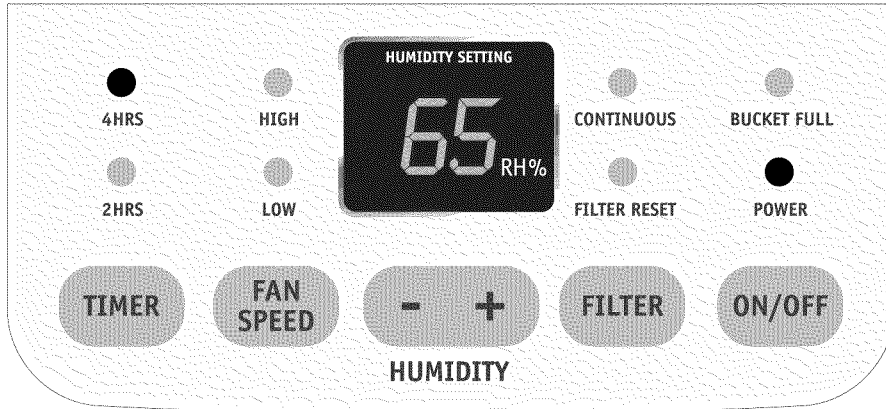 HUMIDITY SETTING
65 RH%
4HRS
HIGH
CONTINUOUS
BUCKET FULL
2HRS
LOW
FILTER RESET
POWER
TIMER
FAN
SPEED
- +
FILTER
ON/OFF
HUMIDITY